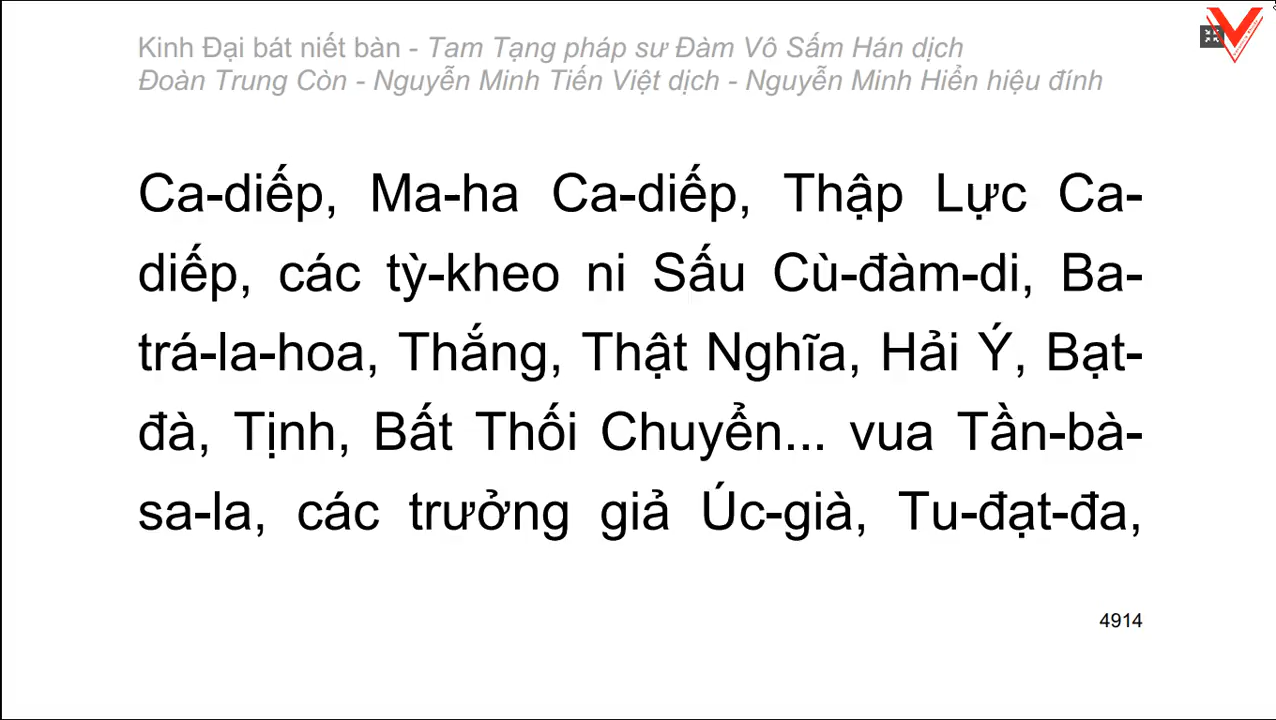 Kinh Đại bát niết bàn - Tam Tạng pháp sư Đàm Vô Sấm Hán dịch
Đoàn Trung Còn - Nguyễn Minh Tiến Việt dịch - Nguyễn Minh Hiển hiệu đính
Ca-diếp, Ma-ha Ca-diếp, Thập Lực Ca-
diếp, các tỳ-kheo ni Sấu Cù-đàm-di, Ba-
trá-la-hoa, Thắng, Thật Nghĩa, Hải Ý, Bạt-
đà, Tịnh, Bất Thối Chuyển... vua Tần-bà-
sa-la, các trưởng giả Úc-già, Tu-đạt-đa,
4914